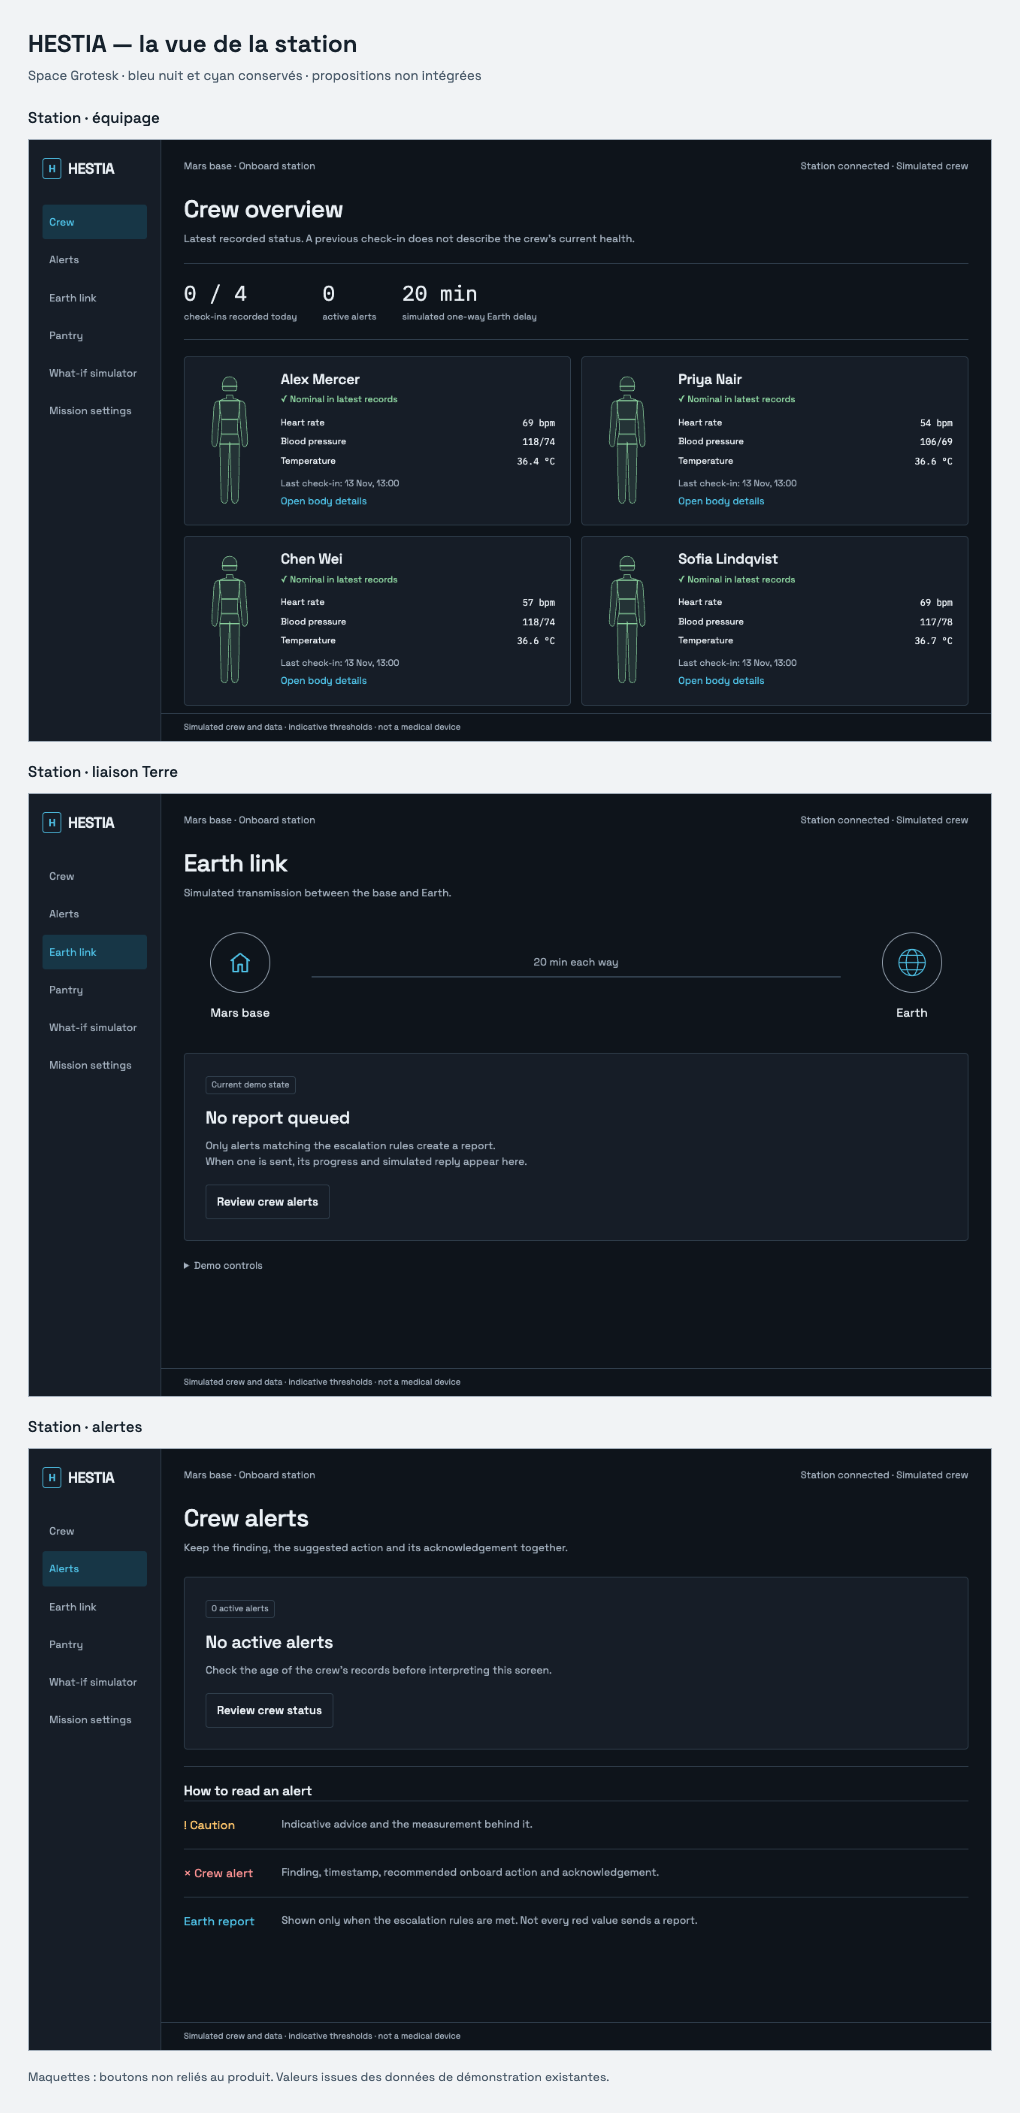 HESTIA — la vue de la station
Space Grotesk · bleu nuit et cyan conservés · propositions non intégrées
Station · équipage
H HESTIA
Crew
Alerts
Earth link
Pantry
What-if simulator
Mission settings
Mars base · Onboard station
Station connected · Simulated crew
Crew overview
Latest recorded status. A previous check-in does not describe the crew's current health.
0 / 4
check-ins recorded today
0
active alerts
20 min
simulated one-way Earth delay
Alex Mercer
✓ Nominal in latest records
Heart rate 69 bpm
Blood pressure 118/74
Temperature 36.4 °C
Last check-in: 13 Nov, 13:00
Open body details
Priya Nair
✓ Nominal in latest records
Heart rate 54 bpm
Blood pressure 106/69
Temperature 36.6 °C
Last check-in: 13 Nov, 13:00
Open body details
Chen Wei
✓ Nominal in latest records
Heart rate 57 bpm
Blood pressure 118/74
Temperature 36.6 °C
Last check-in: 13 Nov, 13:00
Open body details
Sofia Lindqvist
✓ Nominal in latest records
Heart rate 69 bpm
Blood pressure 117/78
Temperature 36.7 °C
Last check-in: 13 Nov, 13:00
Open body details
Simulated crew and data · indicative thresholds · not a medical device
Station · liaison Terre
H HESTIA
Crew
Alerts
Earth link
Pantry
What-if simulator
Mission settings
Mars base · Onboard station
Station connected · Simulated crew
Earth link
Simulated transmission between the base and Earth.
20 min each way
Mars base
Earth
Current demo state
No report queued
Only alerts matching the escalation rules create a report.
When one is sent, its progress and simulated reply appear here.
Review crew alerts
▶ Demo controls
Simulated crew and data · indicative thresholds · not a medical device
Station · alertes
H HESTIA
Crew
Alerts
Earth link
Pantry
What-if simulator
Mission settings
Mars base · Onboard station
Station connected · Simulated crew
Crew alerts
Keep the finding, the suggested action and its acknowledgement together.
0 active alerts
No active alerts
Check the age of the crew's records before interpreting this screen.
Review crew status
How to read an alert
! Caution Indicative advice and the measurement behind it.
× Crew alert Finding, timestamp, recommended onboard action and acknowledgement.
Earth report Shown only when the escalation rules are met. Not every red value sends a report.
Simulated crew and data · indicative thresholds · not a medical device
Maquettes : boutons non reliés au produit. Valeurs issues des données de démonstration existantes.